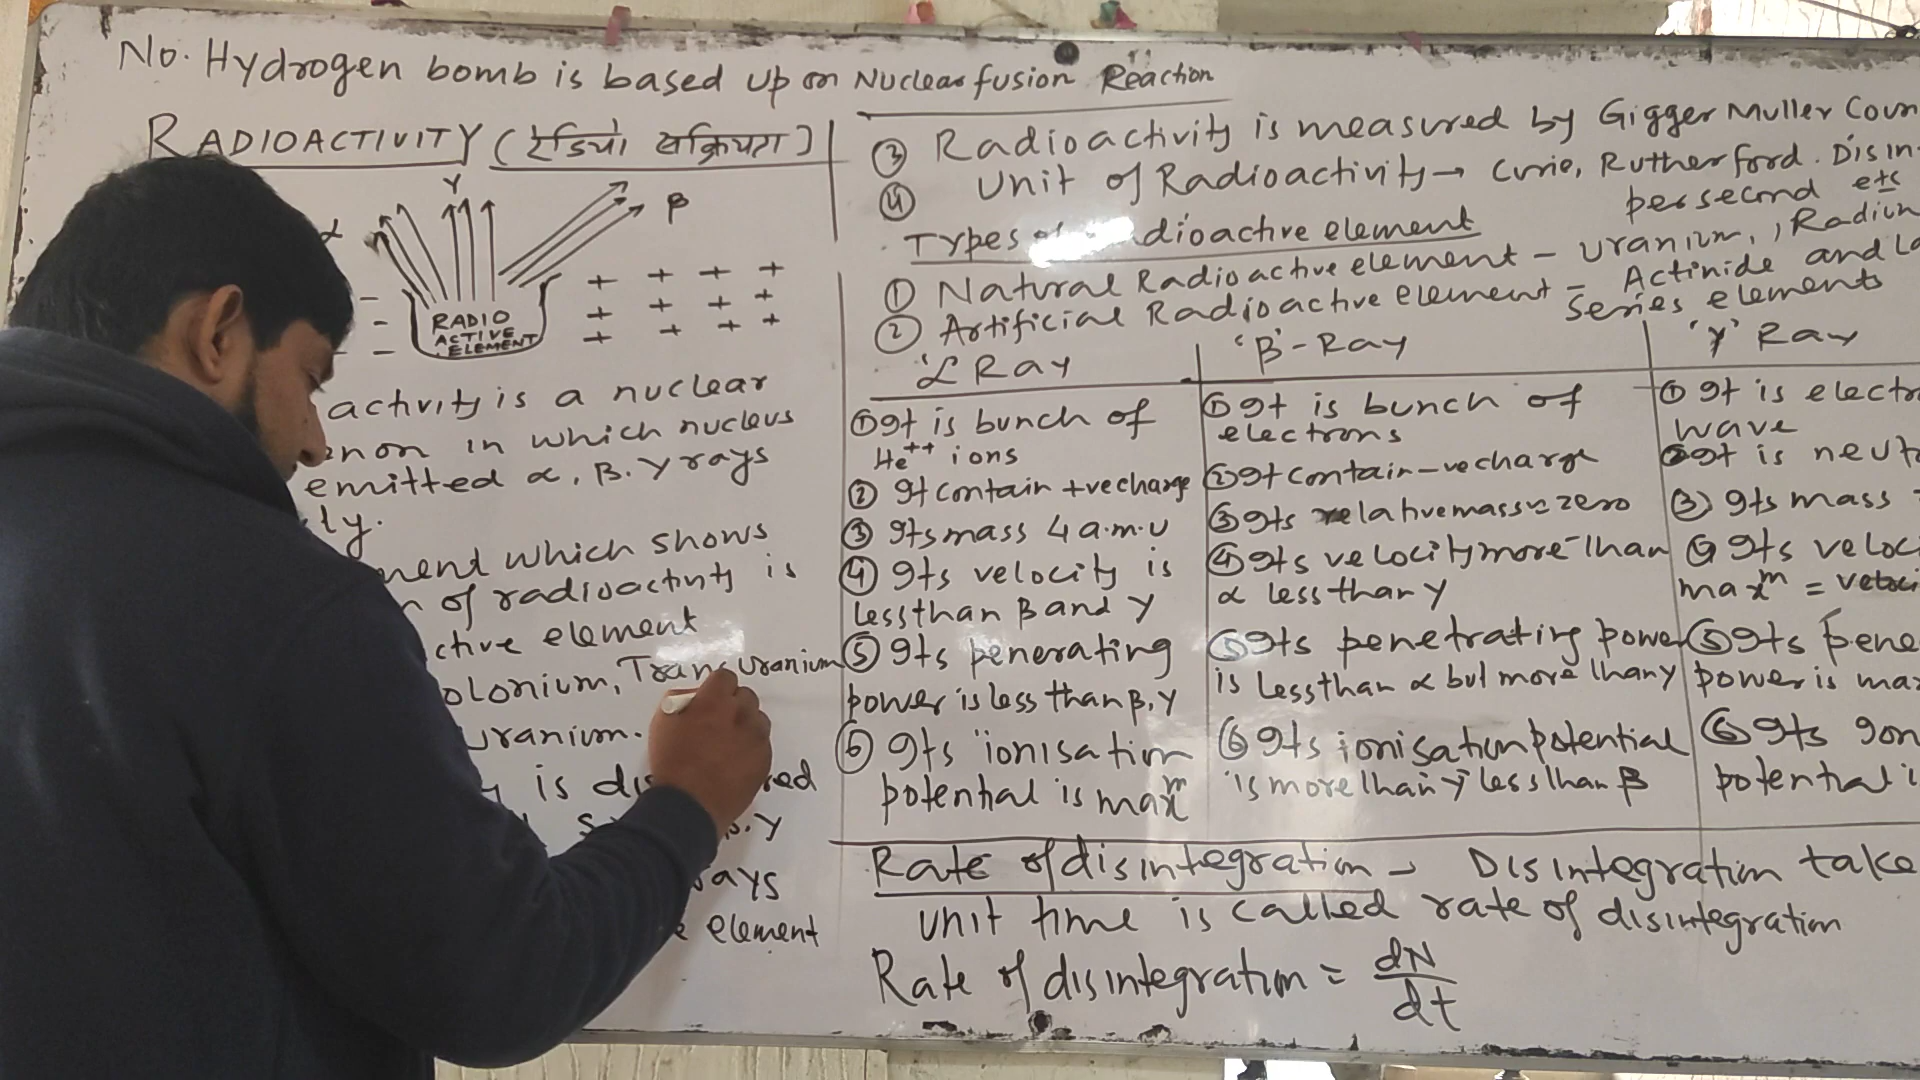 No. Hydrogen bomb is based up on Nuclear fusion Reaction
RADIOACTIVITY (रेडियो सक्रियता)
γ
β
α
+ + + +
+ + + +
+ + + +
RADIO
ACTIVE
ELEMENT
activity is a nuclear
in which nucleus
emitted α, β, γ rays
ly.
which shows
of radioactivity is
ctive element
olonium, Trans uranium
uranium.
is
γ
rays
element
③ Radioactivity is measured by Gigger Muller Coun
④ Unit of Radioactivity → Curie, Rutherford. Disin-
per second etc
Types dioactive element
① Natural Radioactive element - Uranium, , Radiu
② Artificial Radioactive element - Actinide and La
Series elements
'α Ray
① It is bunch of
He++ ions
② It contain +ve charge
③ Its mass 4 a.m.u
④ Its velocity is
less than β and γ
⑤ Its penerating
power is less than β, γ
⑥ Its ionisation
potential is maxm
'β'-Ray
① It is bunch of
electrons
② It contain -ve charge
③ Its relative mass = zero
④ Its velocity more than
α less than γ
⑤ Its penetrating power
is less than α but more than γ
⑥ Its ionisation potential
is more than γ less than β
'γ' Ray
① It is electr
wave
② It is neut
③ Its mass
④ Its veloci
maxm = veloci
⑤ Its pene
power is ma
⑥ Its Ion
potential i
Rate of disintegration → Disintegration take
unit time is called rate of disintegration
Rate of disintegration = dN/dt